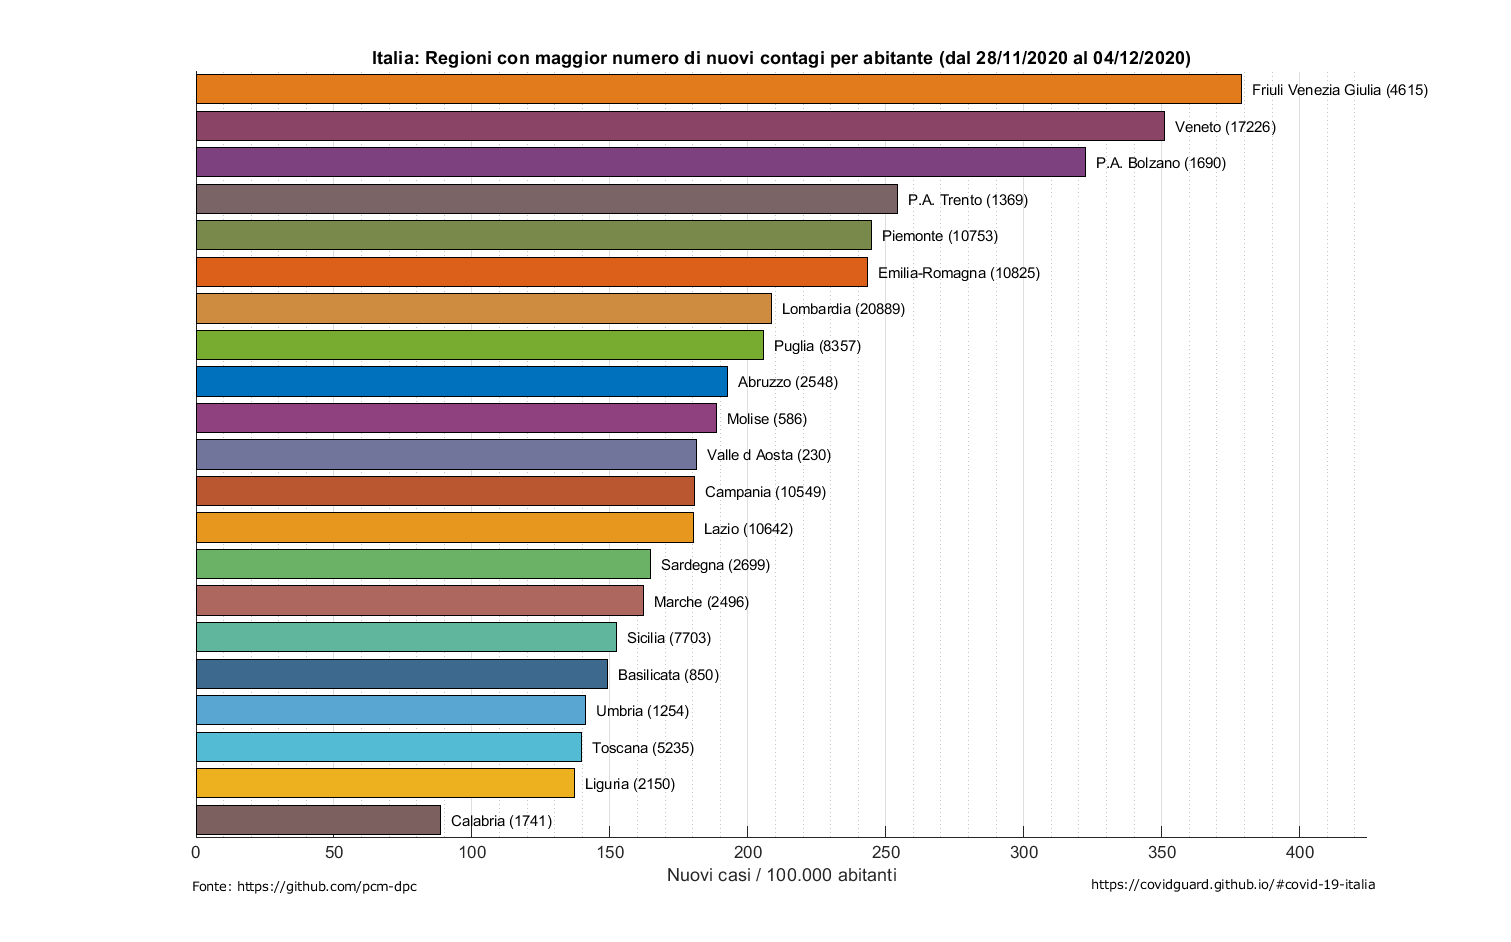 Italia: Regioni con maggior numero di nuovi contagi per abitante (dal 28/11/2020 al 04/12/2020)
Friuli Venezia Giulia (4615)
Veneto (17226)
P.A. Bolzano (1690)
P.A. Trento (1369)
Piemonte (10753)
Emilia-Romagna (10825)
Lombardia (20889)
Puglia (8357)
Abruzzo (2548)
Molise (586)
Valle d Aosta (230)
Campania (10549)
Lazio (10642)
Sardegna (2699)
Marche (2496)
Sicilia (7703)
Basilicata (850)
Umbria (1254)
Toscana (5235)
Liguria (2150)
Calabria (1741)
0 50 100 150 200 250 300 350 400
Nuovi casi / 100.000 abitanti
Fonte: https://github.com/pcm-dpc
https://covidguard.github.io/#covid-19-italia